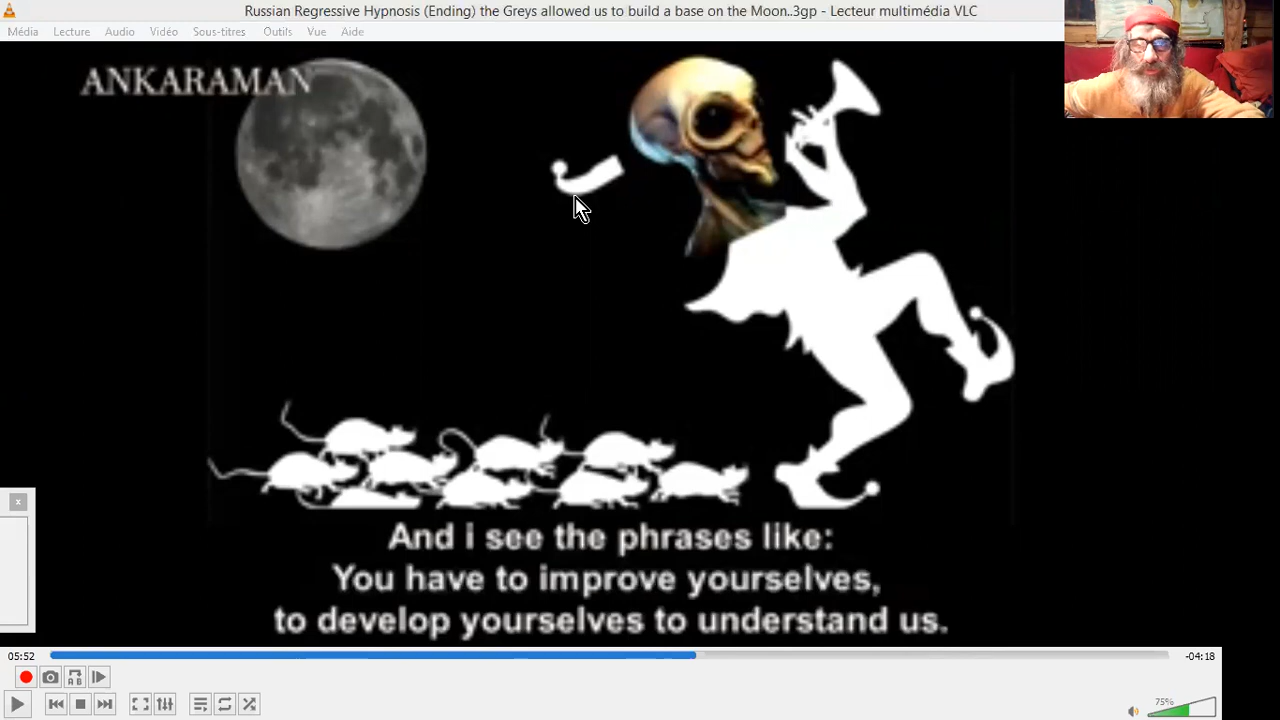 Russian Regressive Hypnosis (Ending) the Greys allowed us to build a base on the Moon..3gp - Lecteur multimédia VLC
Média Lecture Audio Vidéo Sous-titres Outils Vue Aide
ANKARAMAN
And i see the phrases like:
You have to improve yourselves,
to develop yourselves to understand us.
05:52 -04:18
75%